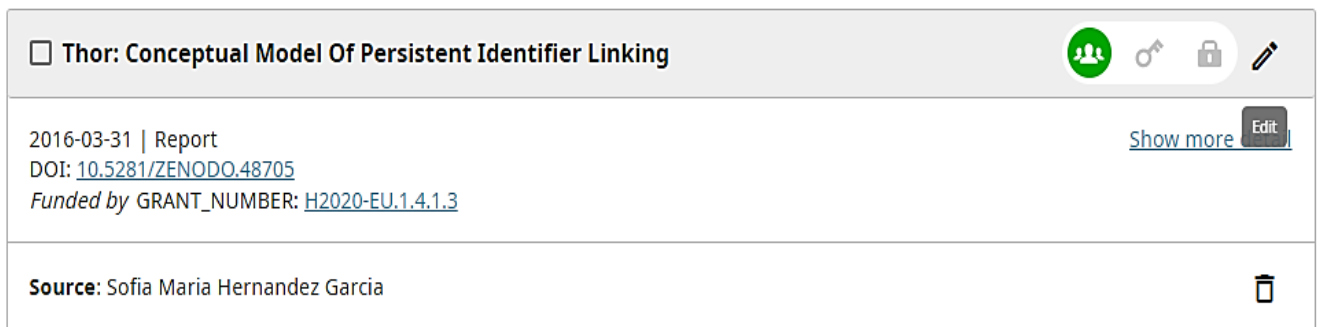 Thor: Conceptual Model Of Persistent Identifier Linking
2016-03-31 | Report
Show more
Edit
DOI: 10.5281/ZENODO.48705
Funded by GRANT_NUMBER: H2020-EU.1.4.1.3
Source: Sofia Maria Hernandez Garcia